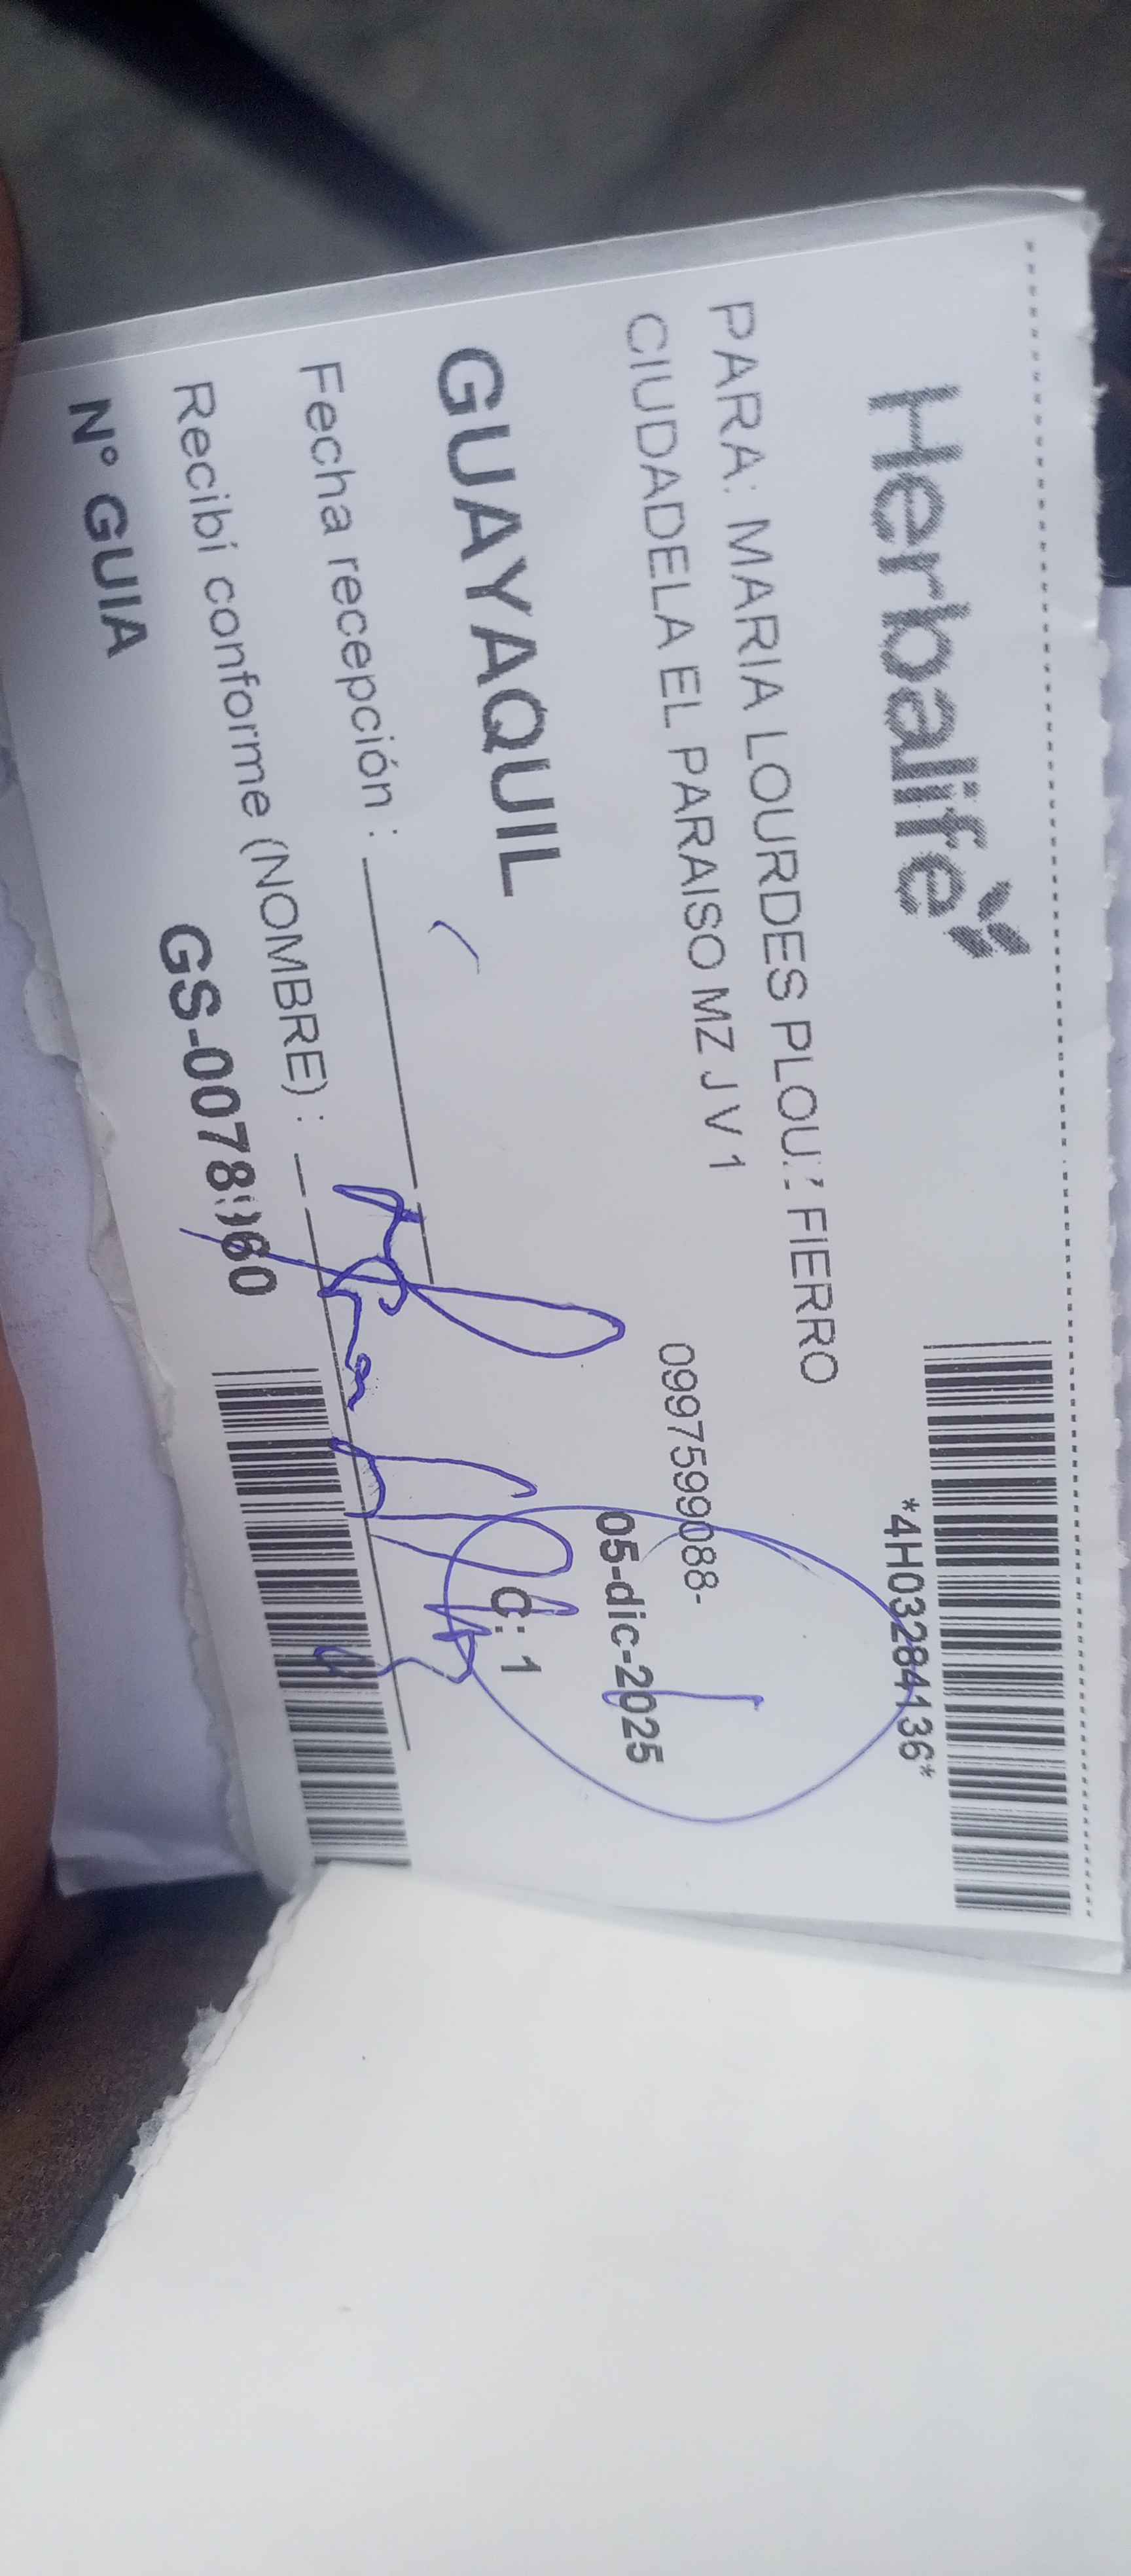 Herbalife
*4H03284136*
PARA: MARIA LOURDES FIERRO
CIUDADELA EL PARAISO MZ J V 1
0997599088-
05-dic-2025
GUAYAQUIL
C: 1
Fecha recepción :
Recibí conforme (NOMBRE) :
N° GUIA